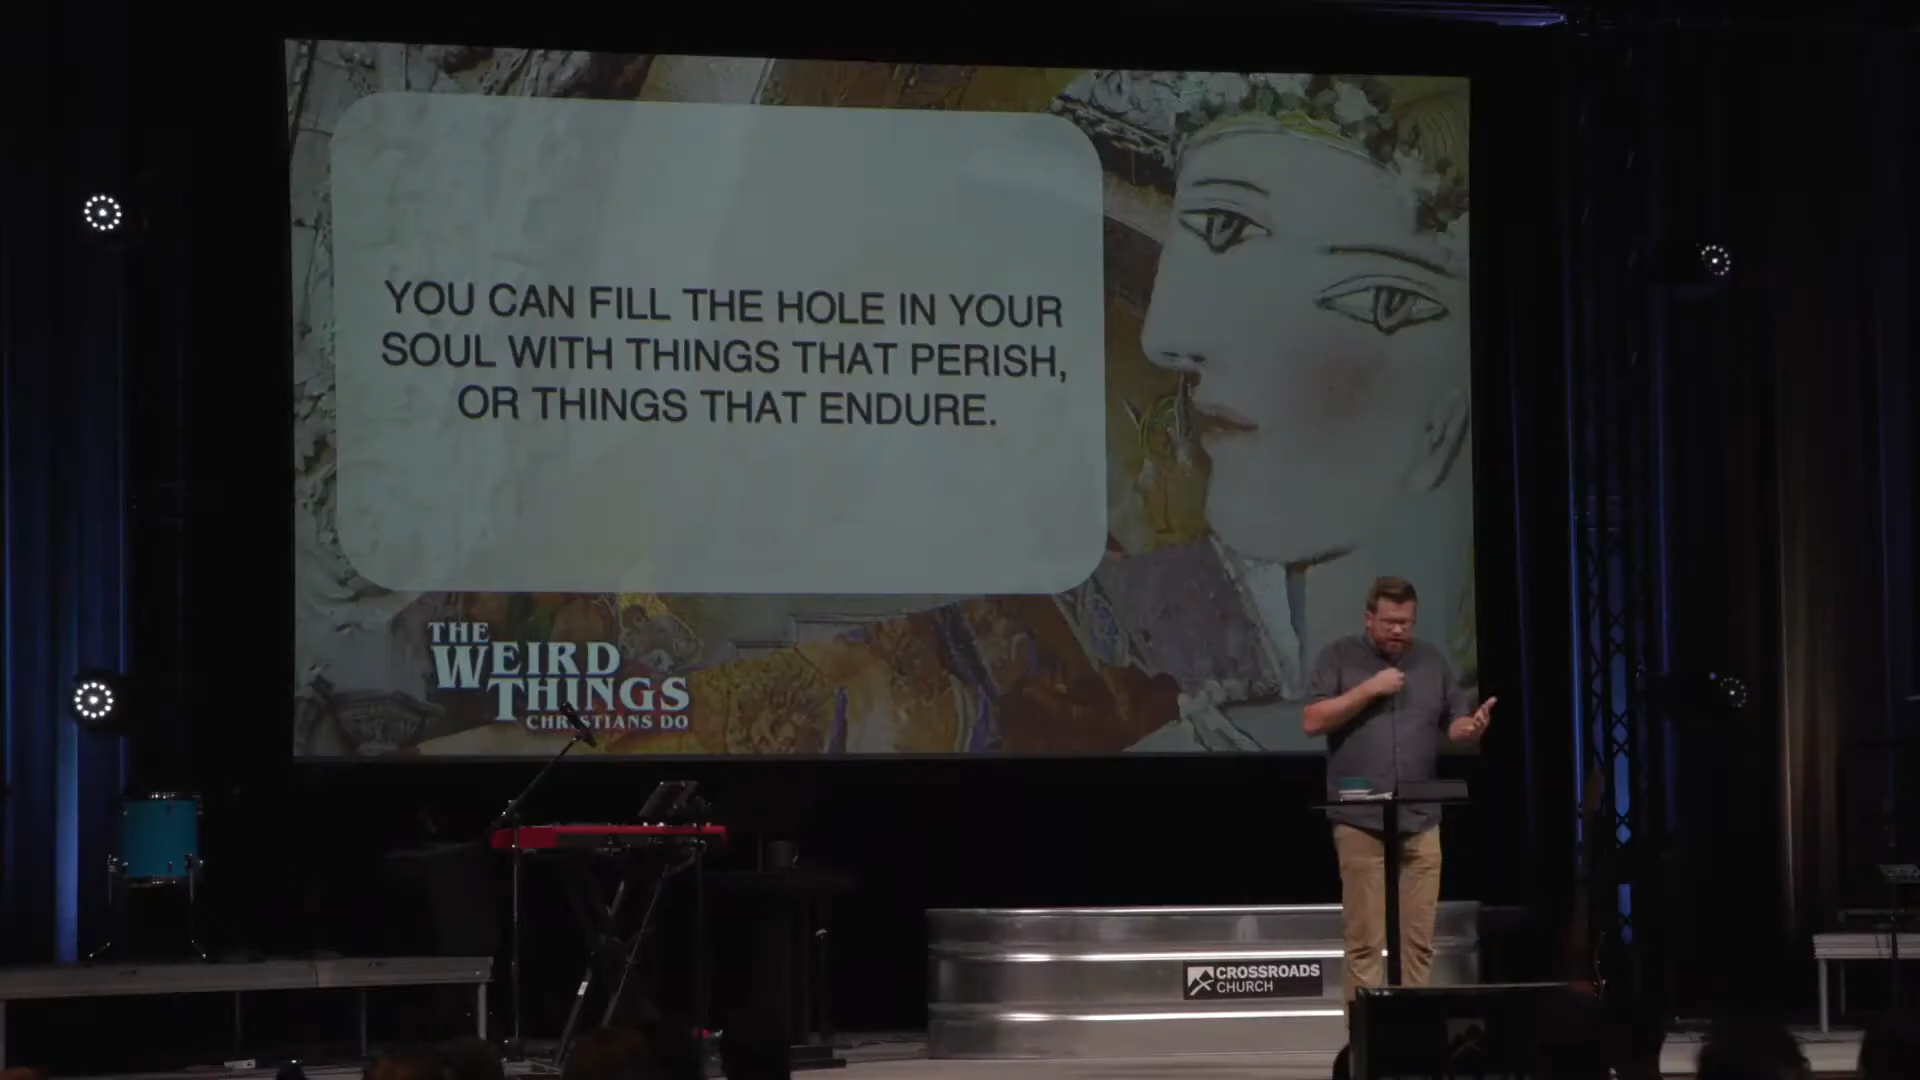 YOU CAN FILL THE HOLE IN YOUR
SOUL WITH THINGS THAT PERISH,
OR THINGS THAT ENDURE.
THE
WEIRD
THINGS
CHRISTIANS DO
CROSSROADS
CHURCH